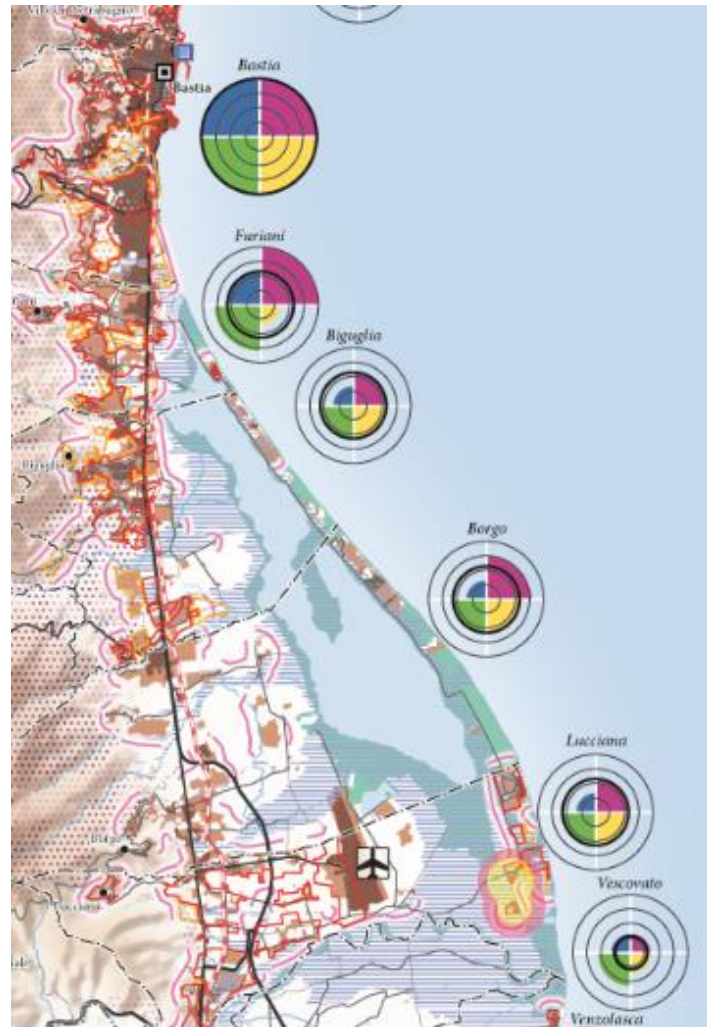 Bastia
Bastia
Furiani
Biguglia
Borgo
Lucciana
Vescovato
Venzolasca